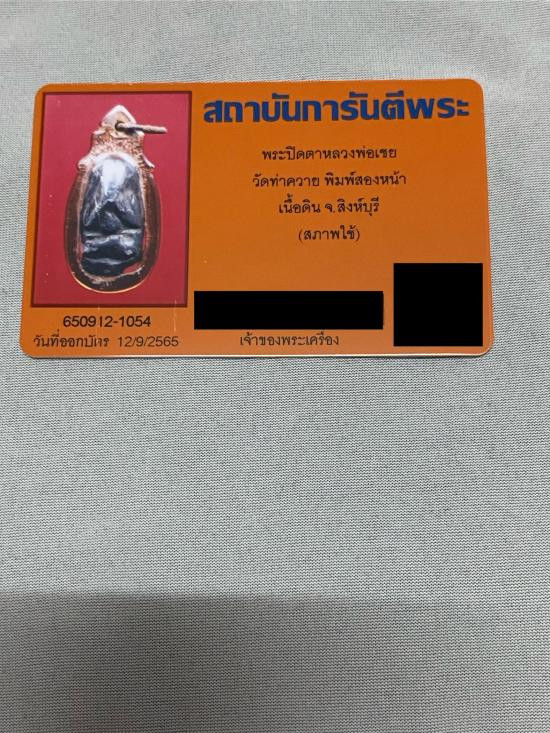 สถาบันการันตีพระ
พระปิดตาหลวงพ่อเชย
วัดท่าควาย พิมพ์สองหน้า
เนื้อดิน จ.สิงห์บุรี
(สภาพใช้)
650912-1054
วันที่ออกบัตร 12/9/2565
เจ้าของพระเครื่อง